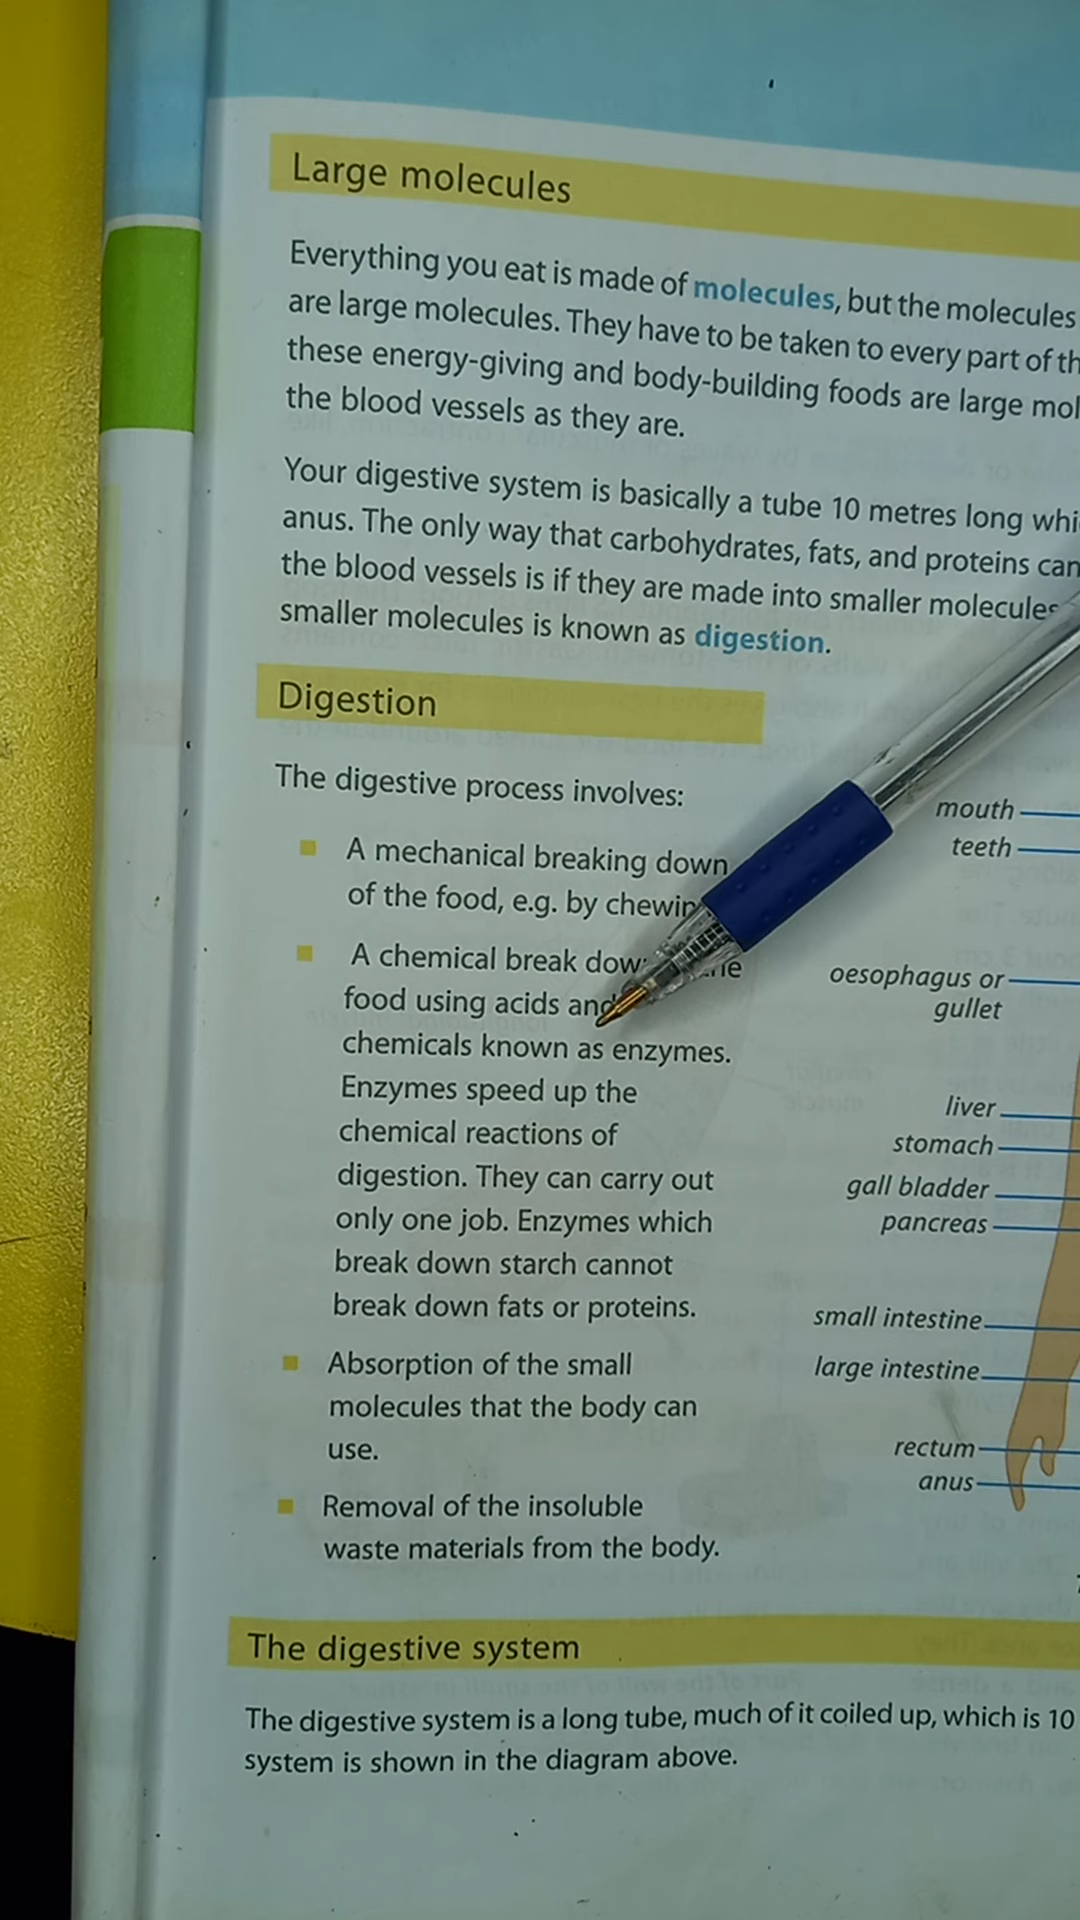 Large molecules
Everything you eat is made of molecules, but the molecules
are large molecules. They have to be taken to every part of
these energy-giving and body-building foods are large
the blood vessels as they are.
Your digestive system is basically a tube 10 metres long
anus. The only way that carbohydrates, fats, and proteins can
the blood vessels is if they are made into smaller molecules
smaller molecules is known as digestion.
Digestion
The digestive process involves:
A mechanical breaking down
of the food, e.g. by
A chemical break
food using acids and
chemicals known as enzymes.
Enzymes speed up the
chemical reactions of
digestion. They can carry out
only one job. Enzymes which
break down starch cannot
break down fats or proteins.
Absorption of the small
molecules that the body can
use.
Removal of the insoluble
waste materials from the body.
mouth
teeth
oesophagus or
gullet
liver
stomach
gall bladder
pancreas
small intestine
large intestine
rectum
anus
The digestive system
The digestive system is a long tube, much of it coiled up, which is 10
system is shown in the diagram above.